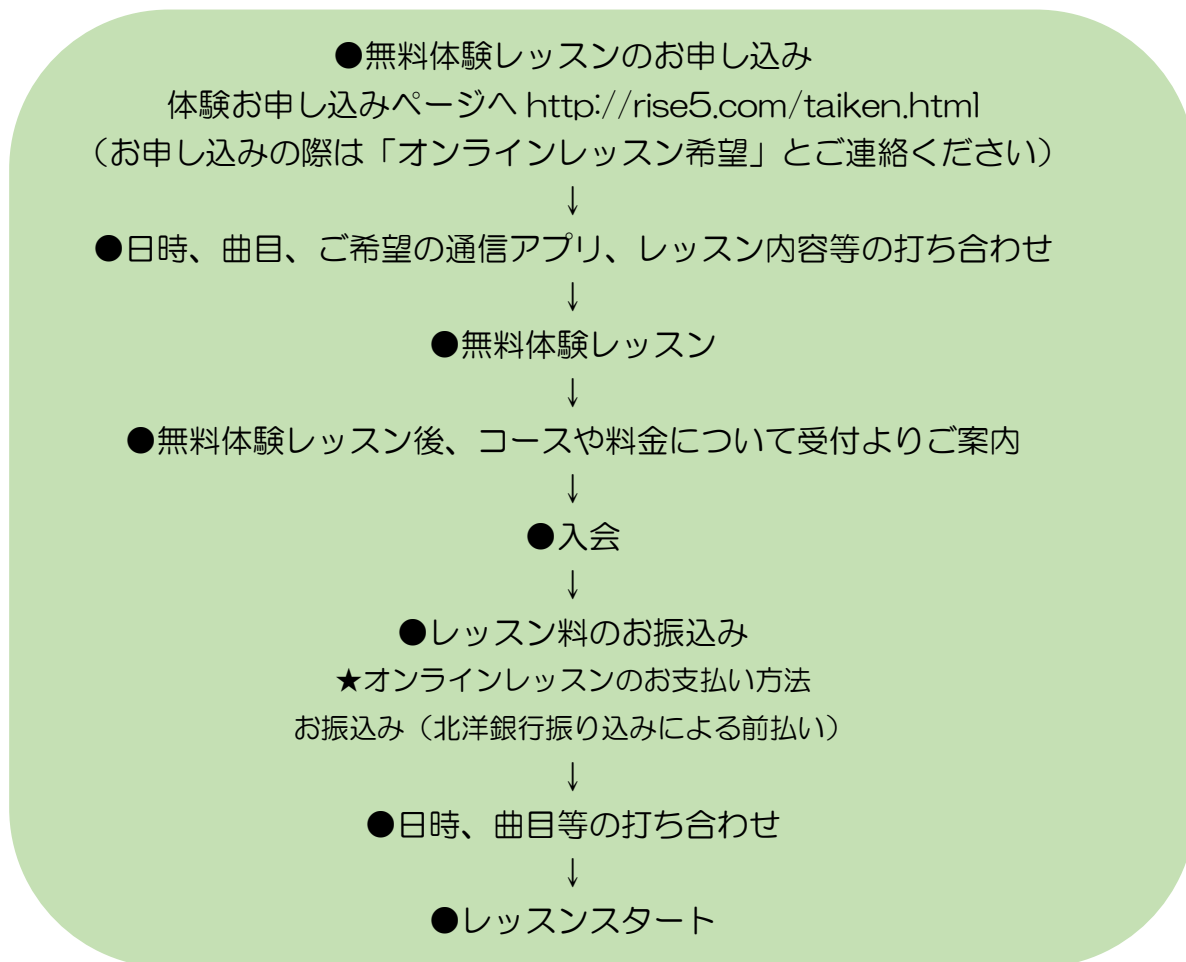 ●無料体験レッスンのお申し込み
体験お申し込みページへ http://rise5.com/taiken.html
（お申し込みの際は「オンラインレッスン希望」とご連絡ください）
↓
●日時、曲目、ご希望の通信アプリ、レッスン内容等の打ち合わせ
↓
●無料体験レッスン
↓
●無料体験レッスン後、コースや料金について受付よりご案内
↓
●入会
↓
●レッスン料のお振込み
★オンラインレッスンのお支払い方法
お振込み（北洋銀行振り込みによる前払い）
↓
●日時、曲目等の打ち合わせ
↓
●レッスンスタート